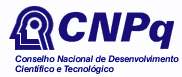 CNPq
Conselho Nacional de Desenvolvimento
Científico e Tecnológico